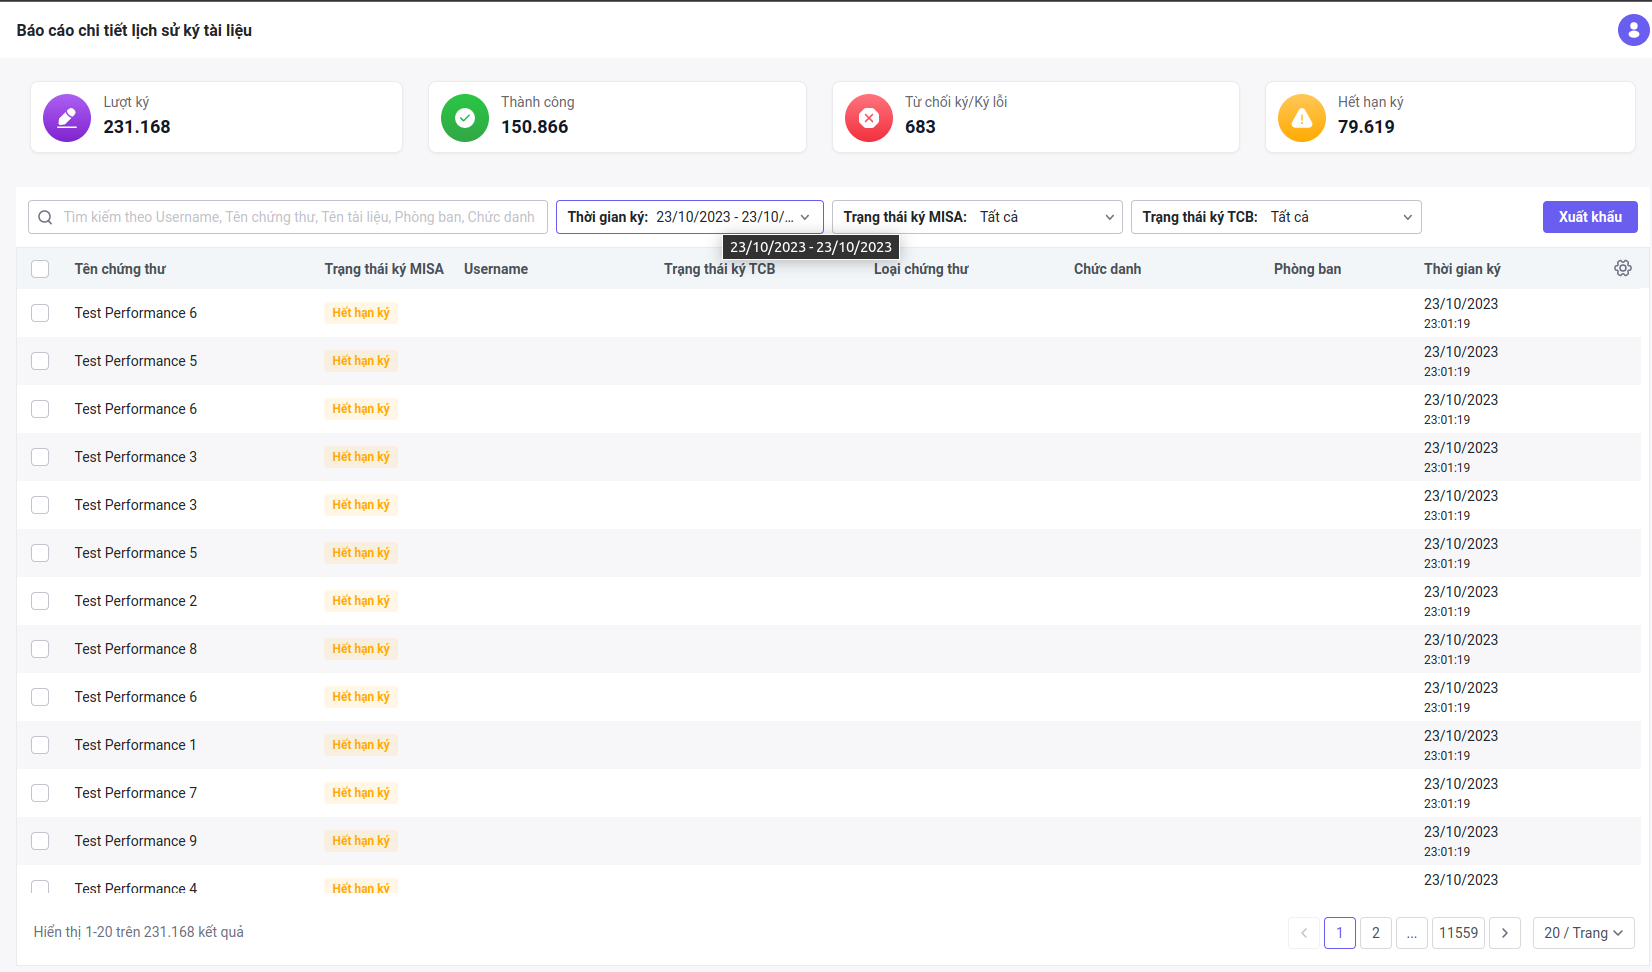 Báo cáo chi tiết lịch sử ký tài liệu
Lượt ký
231.168
Thành công
150.866
Từ chối ký/Ký lỗi
683
Hết hạn ký
79.619
Tìm kiếm theo Username, Tên chứng thư, Tên tài liệu, Phòng ban, Chức danh
Thời gian ký: 23/10/2023 - 23/10/...
Trạng thái ký MISA: Tất cả
Trạng thái ký TCB: Tất cả
Xuất khẩu
23/10/2023 - 23/10/2023
Tên chứng thư Trạng thái ký MISA Username Trạng thái ký TCB Loại chứng thư Chức danh Phòng ban Thời gian ký
Test Performance 6 Hết hạn ký 23/10/2023
23:01:19
Test Performance 5 Hết hạn ký 23/10/2023
23:01:19
Test Performance 6 Hết hạn ký 23/10/2023
23:01:19
Test Performance 3 Hết hạn ký 23/10/2023
23:01:19
Test Performance 3 Hết hạn ký 23/10/2023
23:01:19
Test Performance 5 Hết hạn ký 23/10/2023
23:01:19
Test Performance 2 Hết hạn ký 23/10/2023
23:01:19
Test Performance 8 Hết hạn ký 23/10/2023
23:01:19
Test Performance 6 Hết hạn ký 23/10/2023
23:01:19
Test Performance 1 Hết hạn ký 23/10/2023
23:01:19
Test Performance 7 Hết hạn ký 23/10/2023
23:01:19
Test Performance 9 Hết hạn ký 23/10/2023
23:01:19
Test Performance 4 Hết hạn ký 23/10/2023
Hiển thị 1-20 trên 231.168 kết quả
1 2 ... 11559 20 / Trang